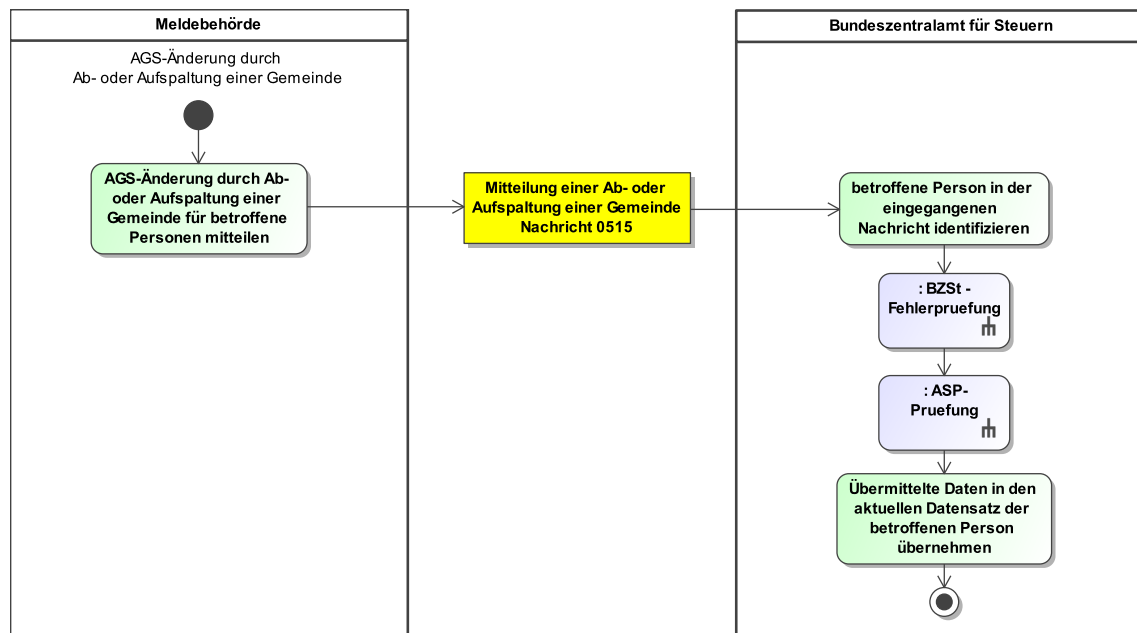 Meldebehörde
AGS-Änderung durch
Ab- oder Aufspaltung einer Gemeinde
AGS-Änderung durch Ab-
oder Aufspaltung einer
Gemeinde für betroffene
Personen mitteilen
Mitteilung einer Ab- oder
Aufspaltung einer Gemeinde
Nachricht 0515
Bundeszentralamt für Steuern
betroffene Person in der
eingegangenen
Nachricht identifizieren
: BZSt -
Fehlerpruefung
: ASP-
Pruefung
Übermittelte Daten in den
aktuellen Datensatz der
betroffenen Person
übernehmen